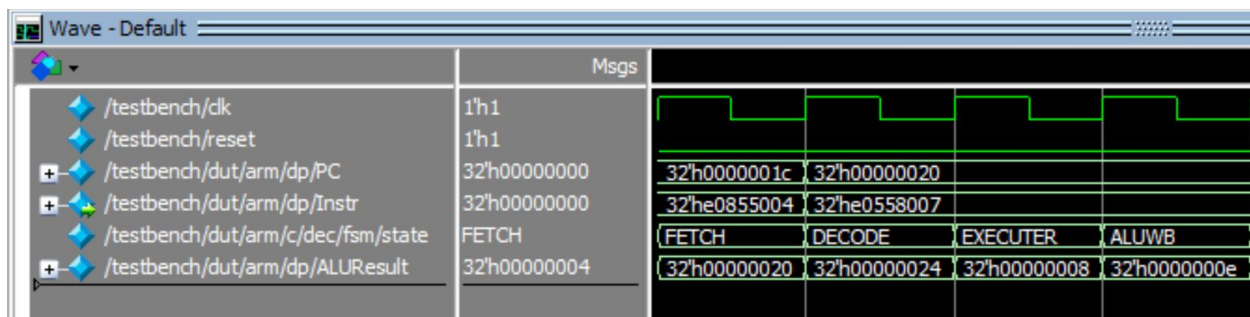 Wave - Default
Msgs
/testbench/clk 1'h1
/testbench/reset 1'h1
/testbench/dut/arm/dp/PC 32'h00000000 32'h0000001c 32'h00000020
/testbench/dut/arm/dp/Instr 32'h00000000 32'he0855004 32'he0558007
/testbench/dut/arm/c/dec/fsm/state FETCH FETCH DECODE EXECUTER ALUWB
/testbench/dut/arm/dp/ALUResult 32'h00000004 32'h00000020 32'h00000024 32'h00000008 32'h0000000e